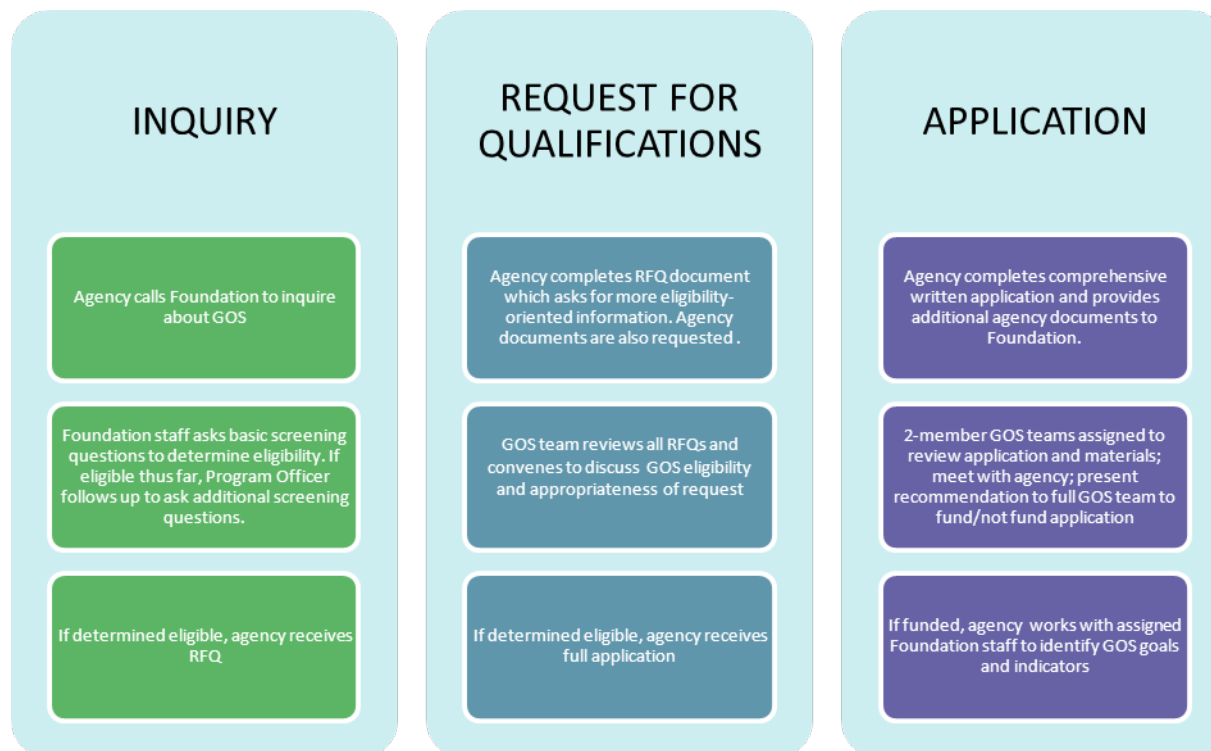 INQUIRY
Agency calls Foundation to inquire
about GOS
Foundation staff asks basic screening
questions to determine eligibility. If
eligible thus far, Program Officer
follows up to ask additional screening
questions.
If determined eligible, agency receives
RFQ
REQUEST FOR
QUALIFICATIONS
Agency completes RFQ document
which asks for more eligibility-
oriented information. Agency
documents are also requested .
GOS team reviews all RFQs and
convenes to discuss GOS eligibility
and appropriateness of request
If determined eligible, agency receives
full application
APPLICATION
Agency completes comprehensive
written application and provides
additional agency documents to
Foundation.
2-member GOS teams assigned to
review application and materials;
meet with agency; present
recommendation to full GOS team to
fund/not fund application
If funded, agency works with assigned
Foundation staff to identify GOS goals
and indicators